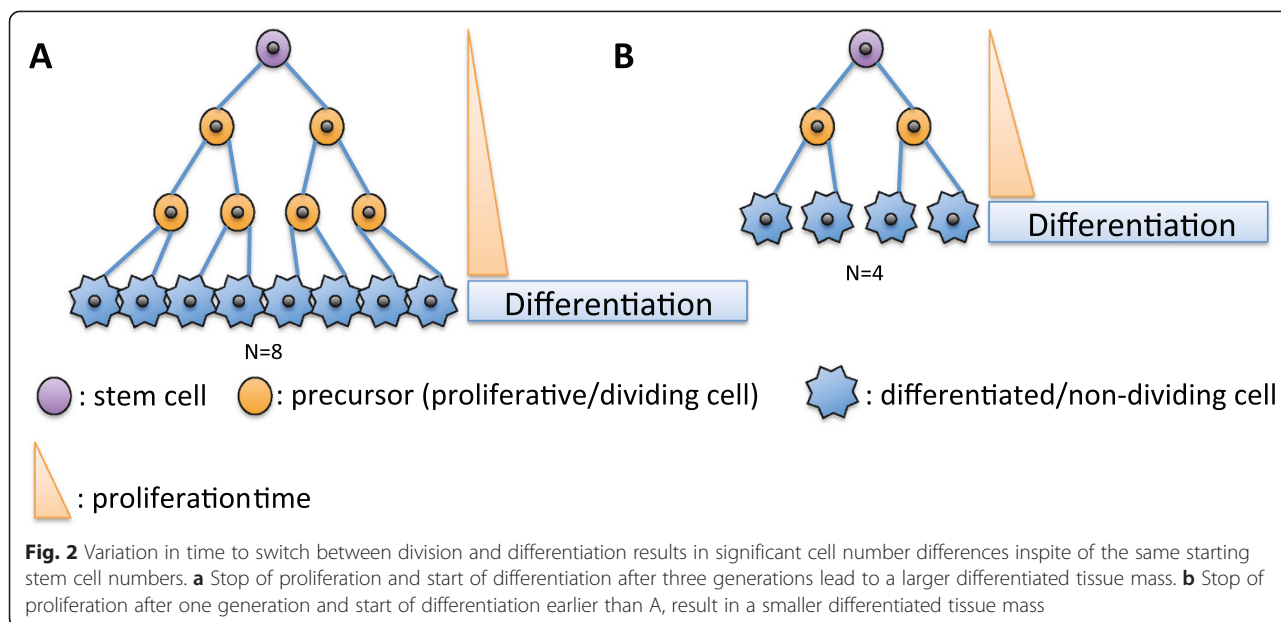 A
B
Differentiation
Differentiation
N=4
N=8
: stem cell
: precursor (proliferative/dividing cell)
: differentiated/non-dividing cell
: proliferation time
Fig. 2 Variation in time to switch between division and differentiation results in significant cell number differences inspite of the same starting
stem cell numbers. a Stop of proliferation and start of differentiation after three generations lead to a larger differentiated tissue mass. b Stop of
proliferation after one generation and start of differentiation earlier than A, result in a smaller differentiated tissue mass